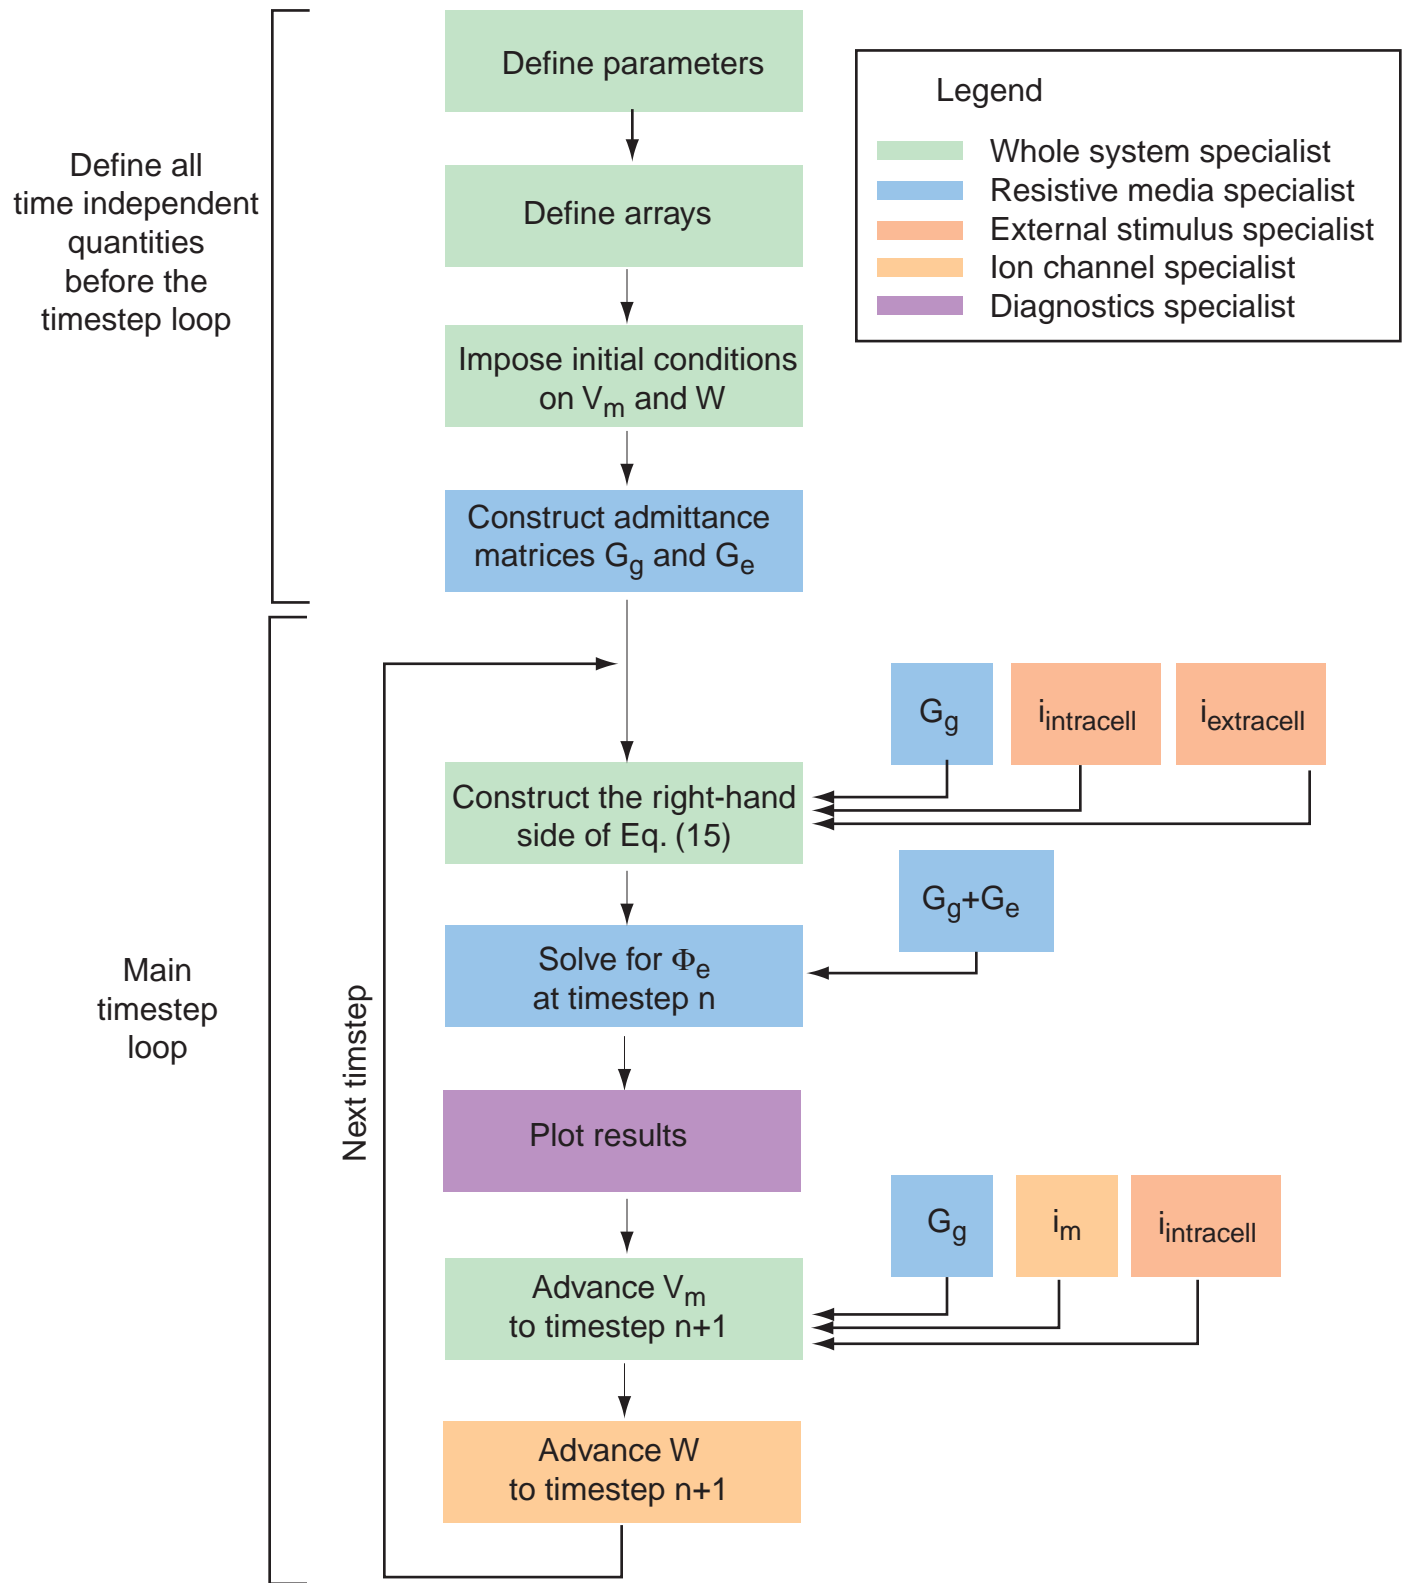 Define parameters
Define arrays
Impose initial conditions
on Vm and W
Construct admittance
matrices Gg and Ge
Define all
time independent
quantities
before the
timestep loop
Legend
Whole system specialist
Resistive media specialist
External stimulus specialist
Ion channel specialist
Diagnostics specialist
Main
timestep
loop
Next timstep
Construct the right-hand
side of Eq. (15)
Gg
iintracell
iextracell
Solve for Φe
at timestep n
Gg+Ge
Plot results
Advance Vm
to timestep n+1
Gg
im
iintracell
Advance W
to timestep n+1